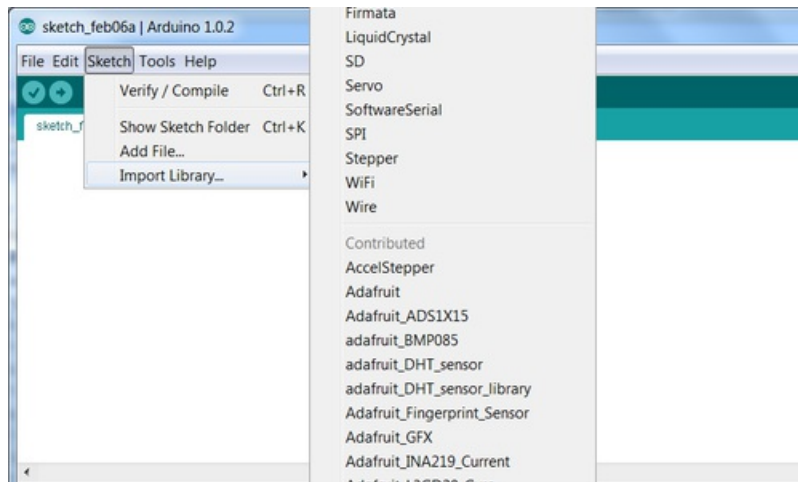 sketch_feb06a | Arduino 1.0.2
File Edit Sketch Tools Help
sketch_f
Verify / Compile Ctrl+R
Show Sketch Folder Ctrl+K
Add File...
Import Library...
Firmata
LiquidCrystal
SD
Servo
SoftwareSerial
SPI
Stepper
WiFi
Wire
Contributed
AccelStepper
Adafruit
Adafruit_ADS1X15
adafruit_BMP085
adafruit_DHT_sensor
adafruit_DHT_sensor_library
Adafruit_Fingerprint_Sensor
Adafruit_GFX
Adafruit_INA219_Current